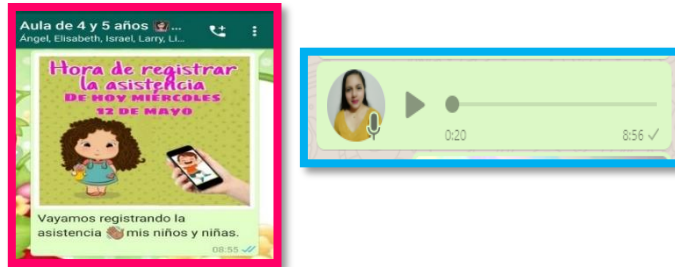 Aula de 4 y 5 años
Ángel, Elisabeth, Israel, Larry, Li...
Hora de registrar
la asistencia
DE HOY MIÉRCOLES
12 DE MAYO
Vayamos registrando la
asistencia 👏🏽 mis niños y niñas.
08:55
0:20 8:56